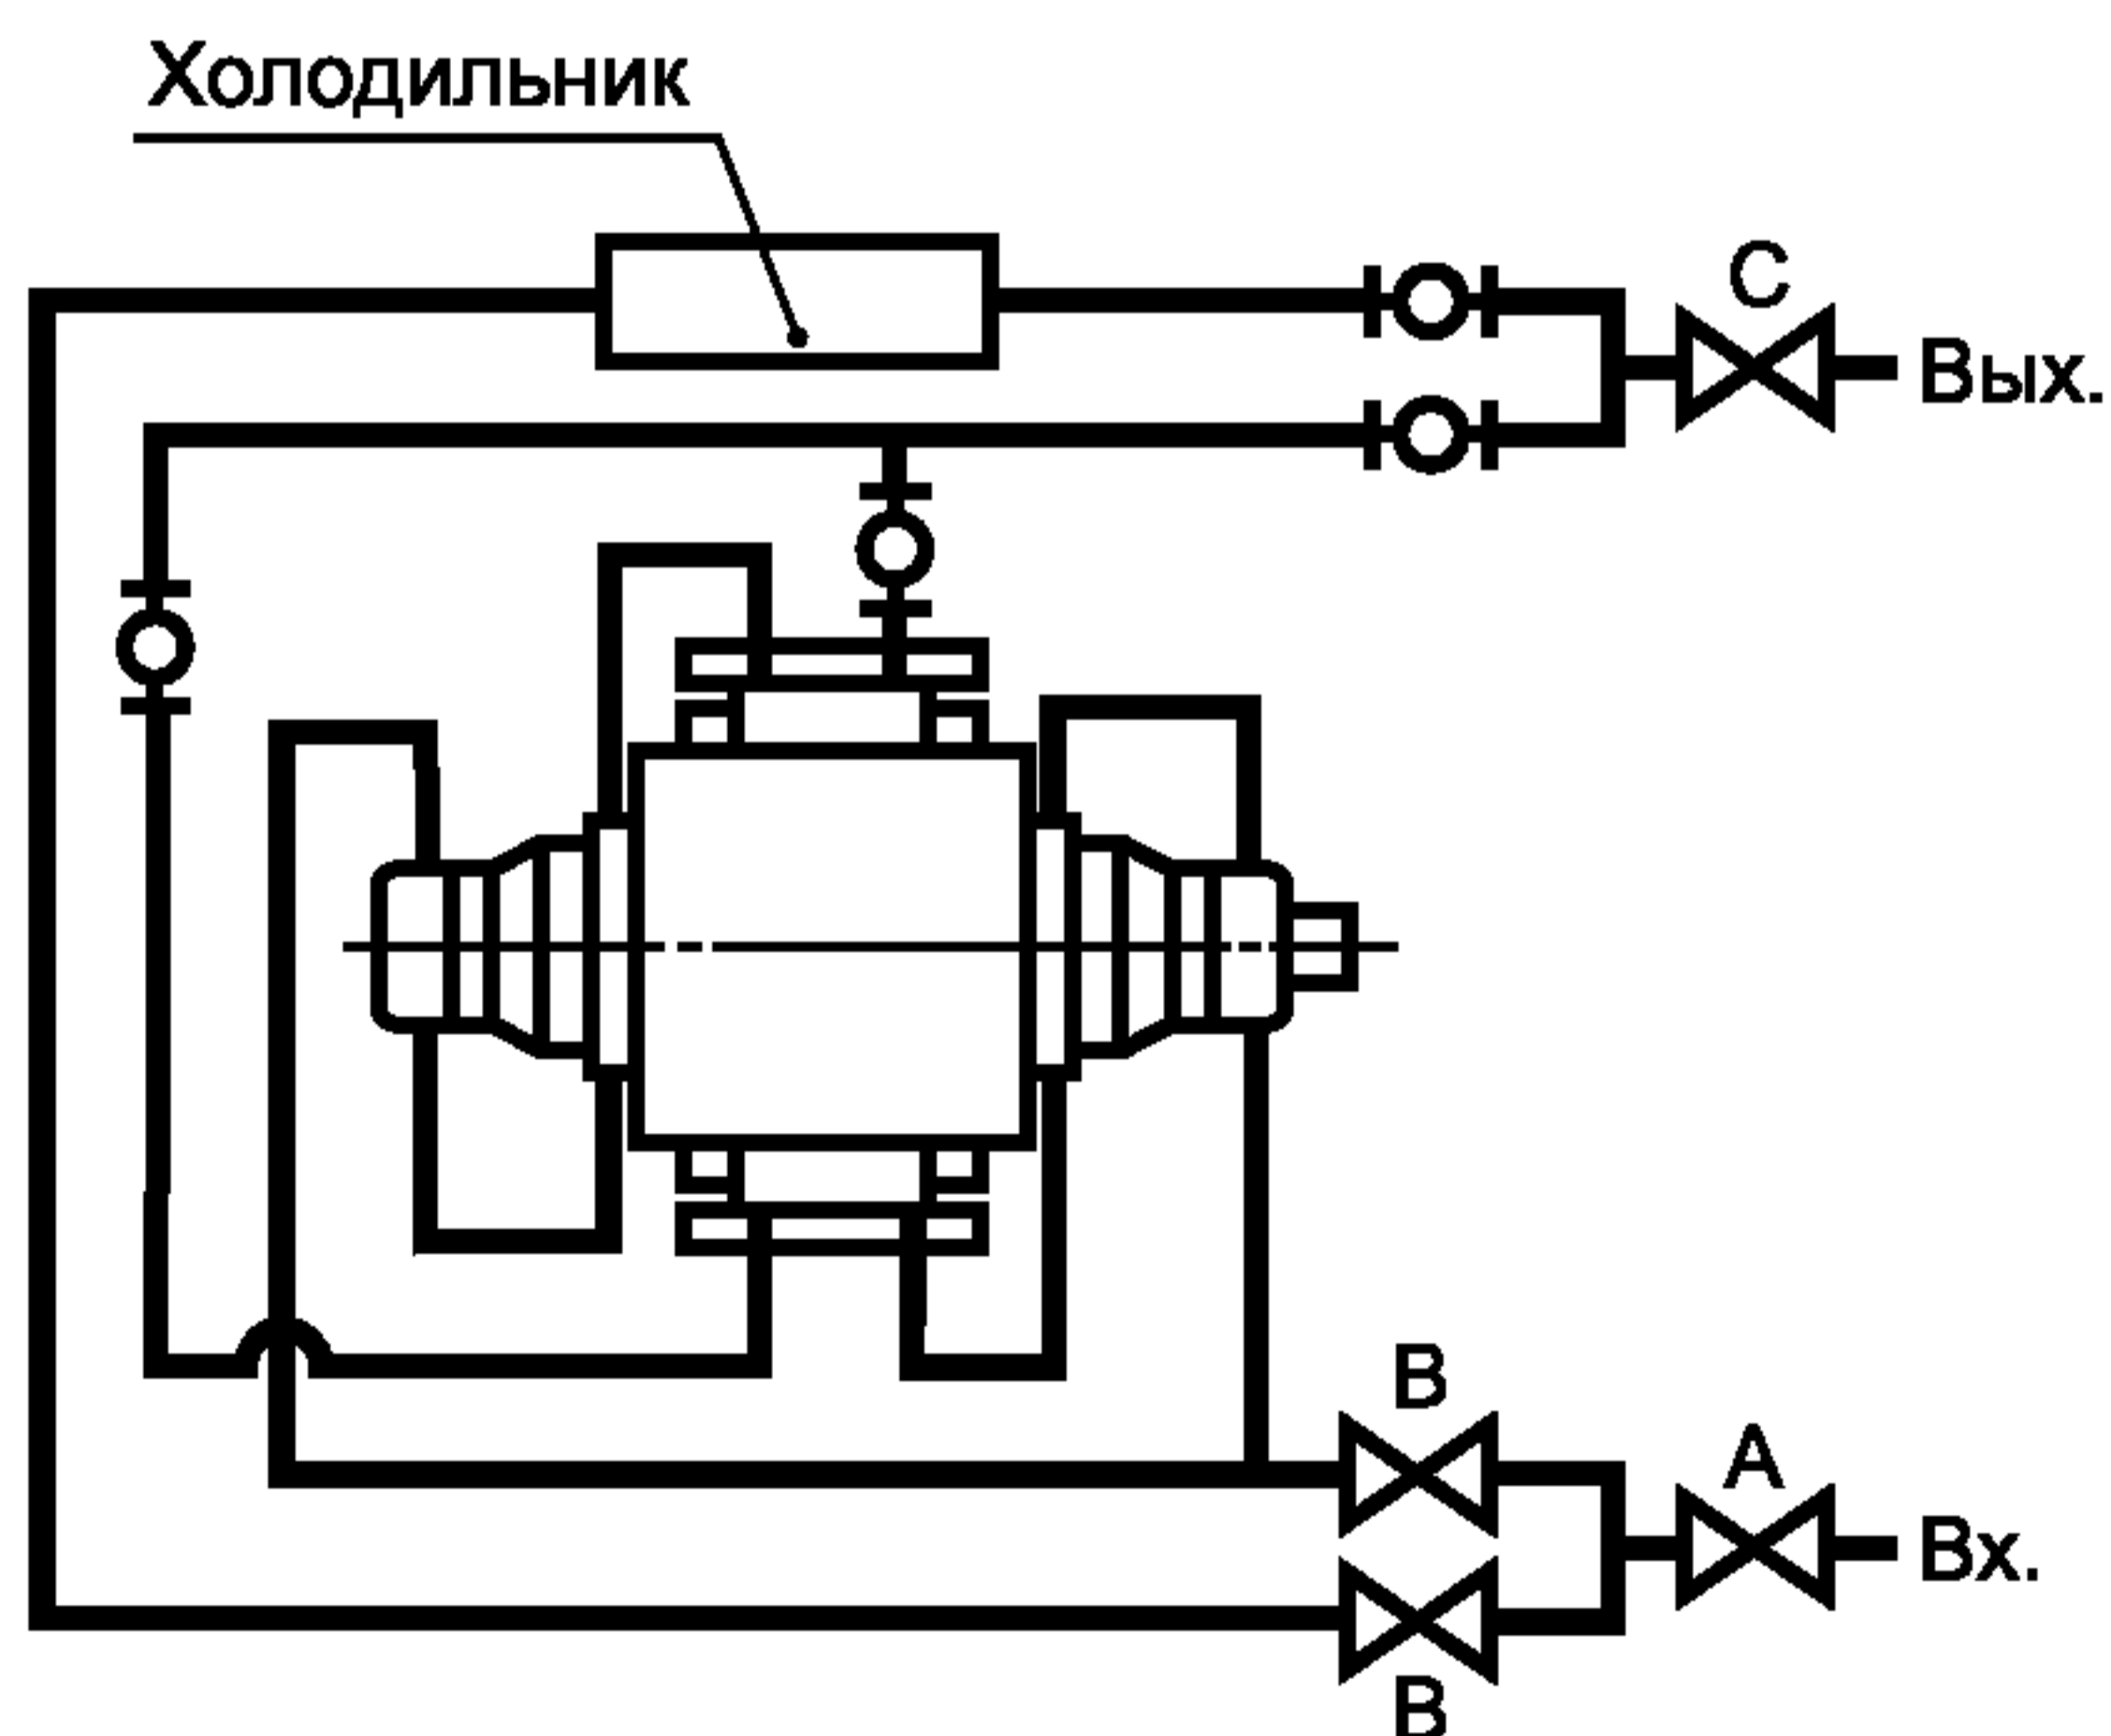 Холодильник
С
Вых.
В
А
Вх.
В